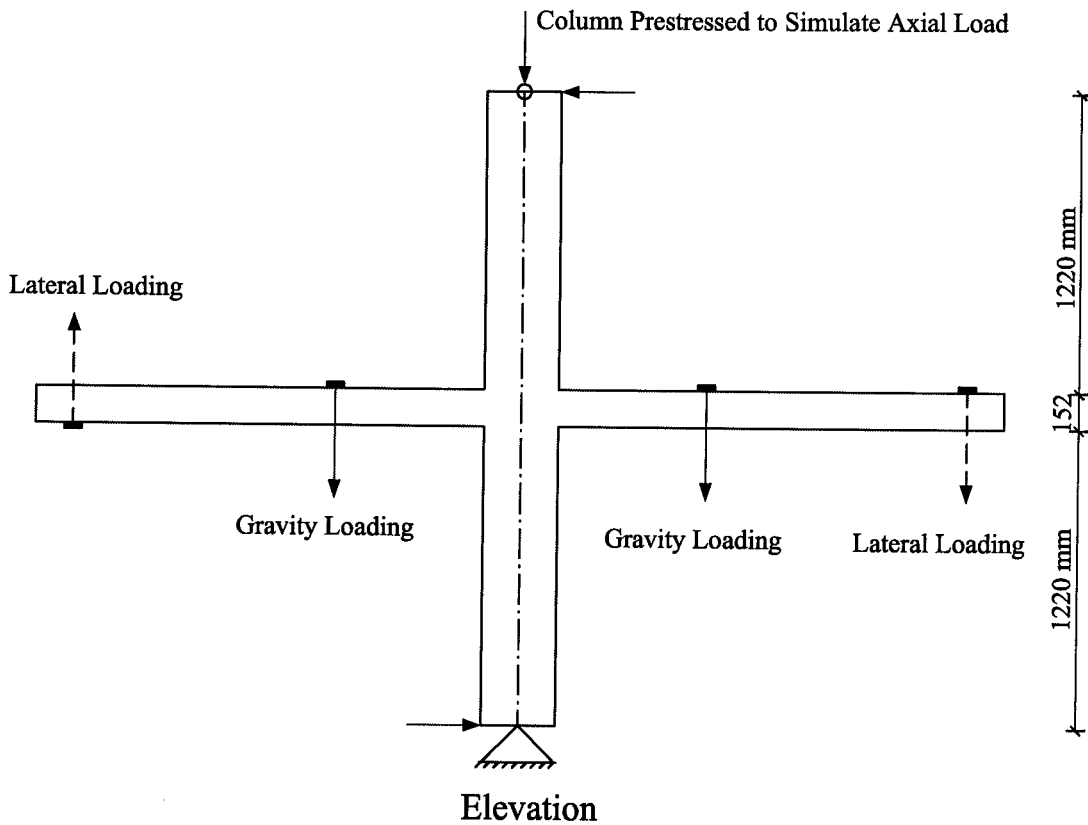 Column Prestressed to Simulate Axial Load
1220 mm
Lateral Loading
152
Gravity Loading
Gravity Loading
Lateral Loading
1220 mm
Elevation